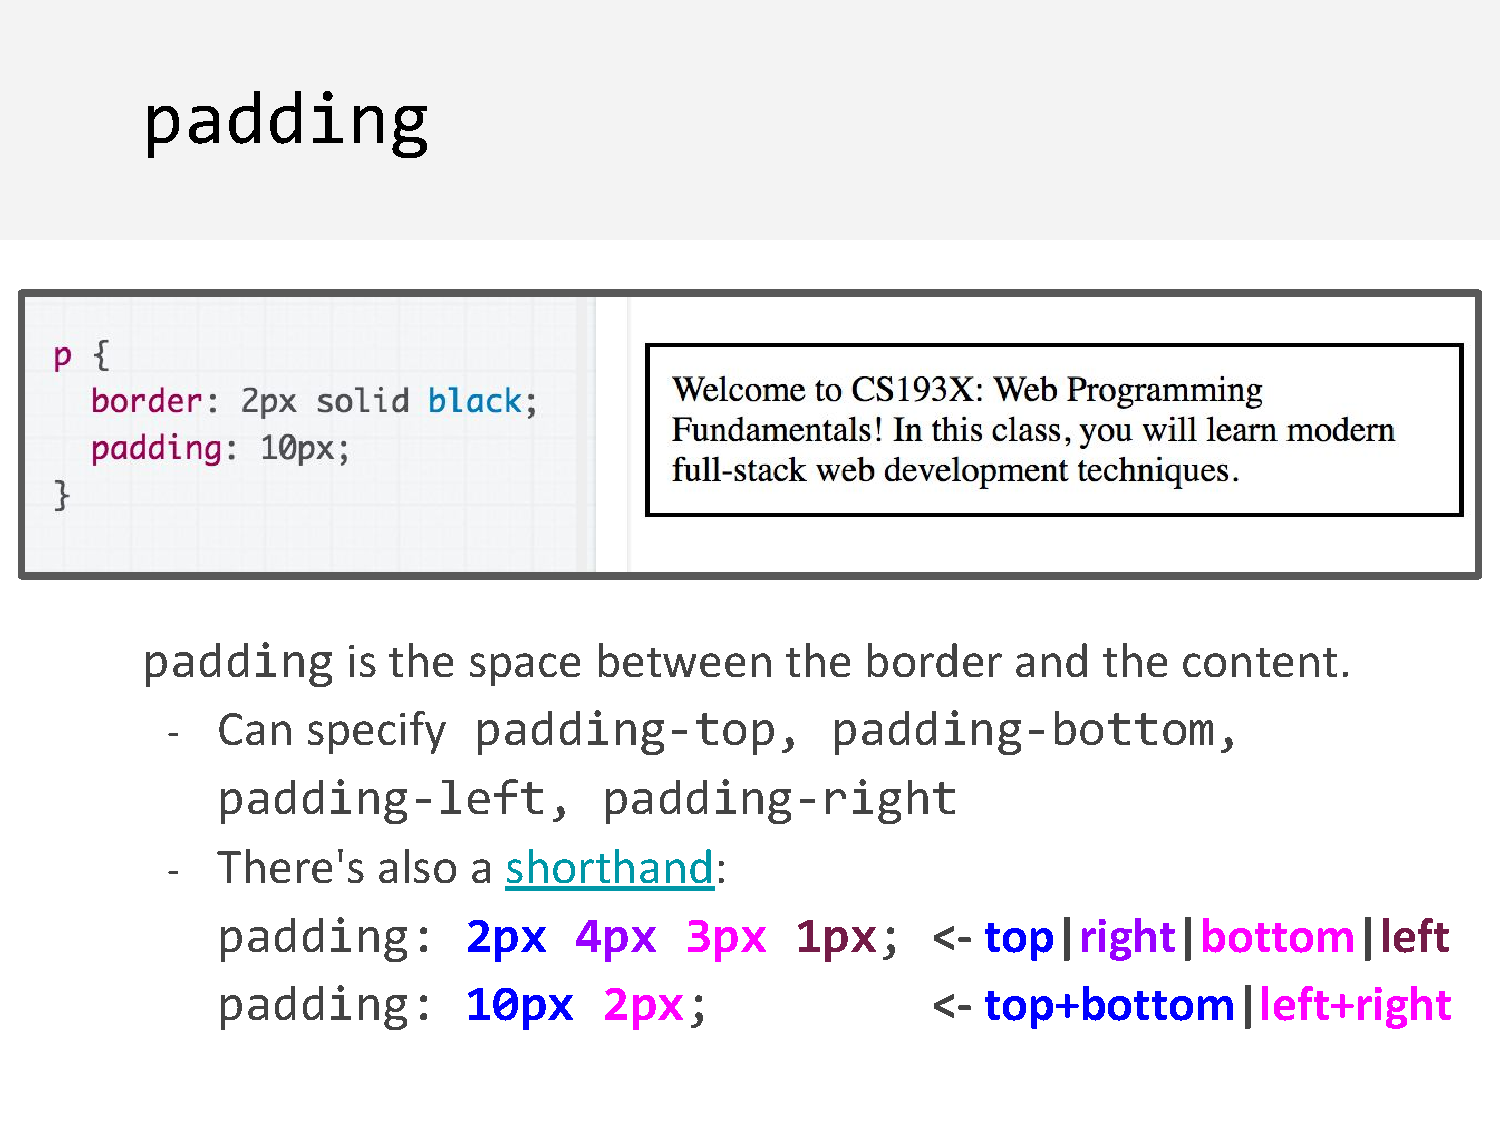 padding
p {
border: 2px solid black;
padding: 10px;
}
Welcome to CS193X: Web Programming
Fundamentals! In this class, you will learn modern
full-stack web development techniques.
padding is the space between the border and the content.
- Can specify padding-top, padding-bottom,
padding-left, padding-right
- There's also a shorthand:
padding: 2px 4px 3px 1px; <- top|right|bottom|left
padding: 10px 2px; <- top+bottom|left+right